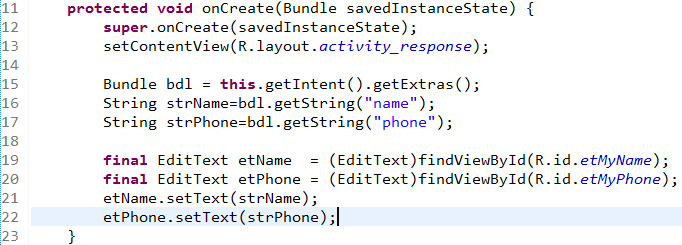 11 protected void onCreate(Bundle savedInstanceState) {
12 super.onCreate(savedInstanceState);
13 setContentView(R.layout.activity_response);
14
15 Bundle bdl = this.getIntent().getExtras();
16 String strName=bdl.getString("name");
17 String strPhone=bdl.getString("phone");
18
19 final EditText etName  = (EditText)findViewById(R.id.etMyName);
20 final EditText etPhone = (EditText)findViewById(R.id.etMyPhone);
21 etName.setText(strName);
22 etPhone.setText(strPhone);
23 }